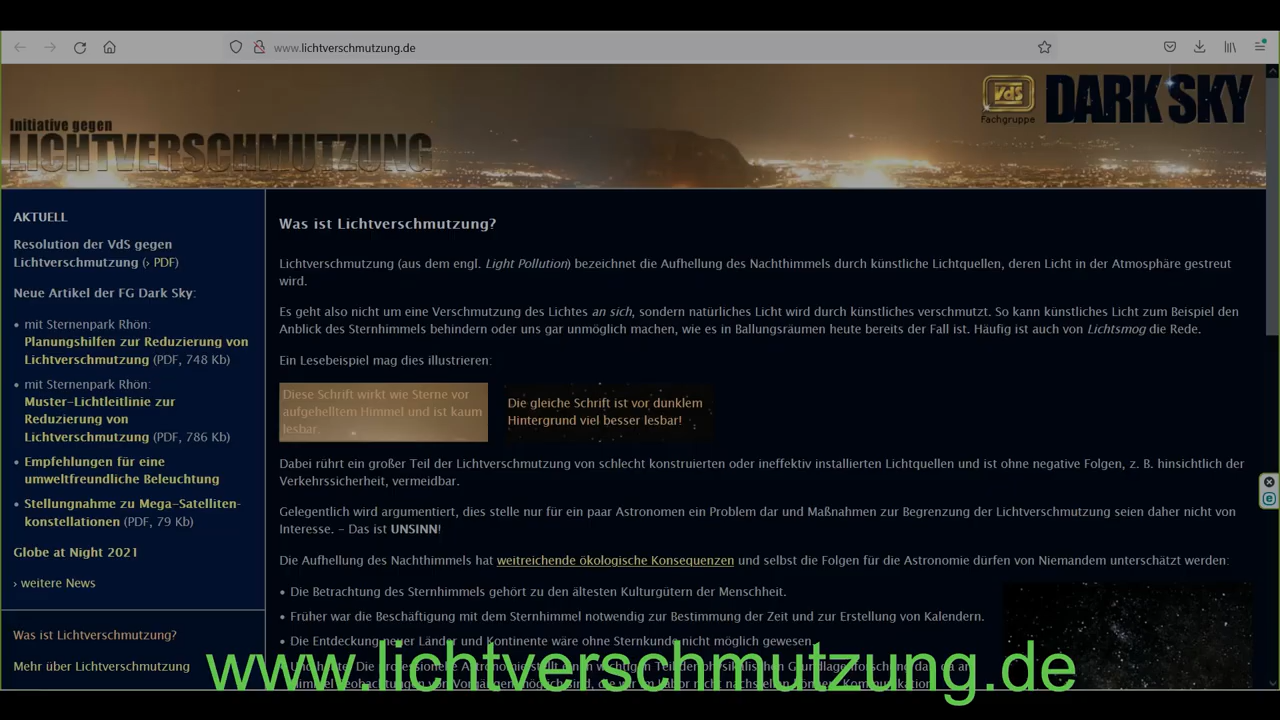 www.lichtverschmutzung.de
Initiative gegen
LICHTVERSCHMUTZUNG
VdS
Fachgruppe
DARK SKY
AKTUELL
Resolution der VdS gegen
Lichtverschmutzung (› PDF)
Neue Artikel der FG Dark Sky:
• mit Sternenpark Rhön:
Planungshilfen zur Reduzierung von
Lichtverschmutzung (PDF, 748 Kb)
• mit Sternenpark Rhön:
Muster-Lichtleitlinie zur
Reduzierung von
Lichtverschmutzung (PDF, 786 Kb)
• Empfehlungen für eine
umweltfreundliche Beleuchtung
• Stellungnahme zu Mega-Satelliten-
konstellationen (PDF, 79 Kb)
Globe at Night 2021
› weitere News
Was ist Lichtverschmutzung?
Mehr über Lichtverschmutzung
Was ist Lichtverschmutzung?
Lichtverschmutzung (aus dem engl. Light Pollution) bezeichnet die Aufhellung des Nachthimmels durch künstliche Lichtquellen, deren Licht in der Atmosphäre gestreut
wird.
Es geht also nicht um eine Verschmutzung des Lichtes an sich, sondern natürliches Licht wird durch künstliches verschmutzt. So kann künstliches Licht zum Beispiel den
Anblick des Sternhimmels behindern oder uns gar unmöglich machen, wie es in Ballungsräumen heute bereits der Fall ist. Häufig ist auch von Lichtsmog die Rede.
Ein Lesebeispiel mag dies illustrieren:
Diese Schrift wirkt wie Sterne vor
aufgehelltem Himmel und ist kaum
lesbar.
Die gleiche Schrift ist vor dunklem
Hintergrund viel besser lesbar!
Dabei rührt ein großer Teil der Lichtverschmutzung von schlecht konstruierten oder ineffektiv installierten Lichtquellen und ist ohne negative Folgen, z. B. hinsichtlich der
Verkehrssicherheit, vermeidbar.
Gelegentlich wird argumentiert, dies stelle nur für ein paar Astronomen ein Problem dar und Maßnahmen zur Begrenzung der Lichtverschmutzung seien daher nicht von
Interesse. - Das ist UNSINN!
Die Aufhellung des Nachthimmels hat weitreichende ökologische Konsequenzen und selbst die Folgen für die Astronomie dürfen von Niemandem unterschätzt werden:
• Die Betrachtung des Sternhimmels gehört zu den ältesten Kulturgütern der Menschheit.
• Früher war die Beschäftigung mit dem Sternhimmel notwendig zur Bestimmung der Zeit und zur Erstellung von Kalendern.
• Die Entdeckung neuer Länder und Kontinente wäre ohne Sternkunde nicht möglich gewesen.
www.lichtverschmutzung.de